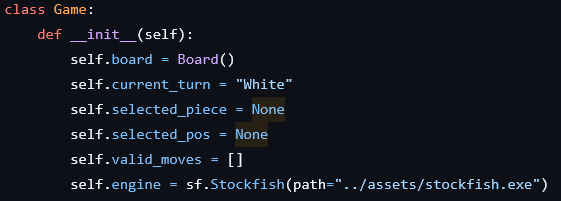 class Game:
    def __init__(self):
        self.board = Board()
        self.current_turn = "White"
        self.selected_piece = None
        self.selected_pos = None
        self.valid_moves = []
        self.engine = sf.Stockfish(path="../assets/stockfish.exe")